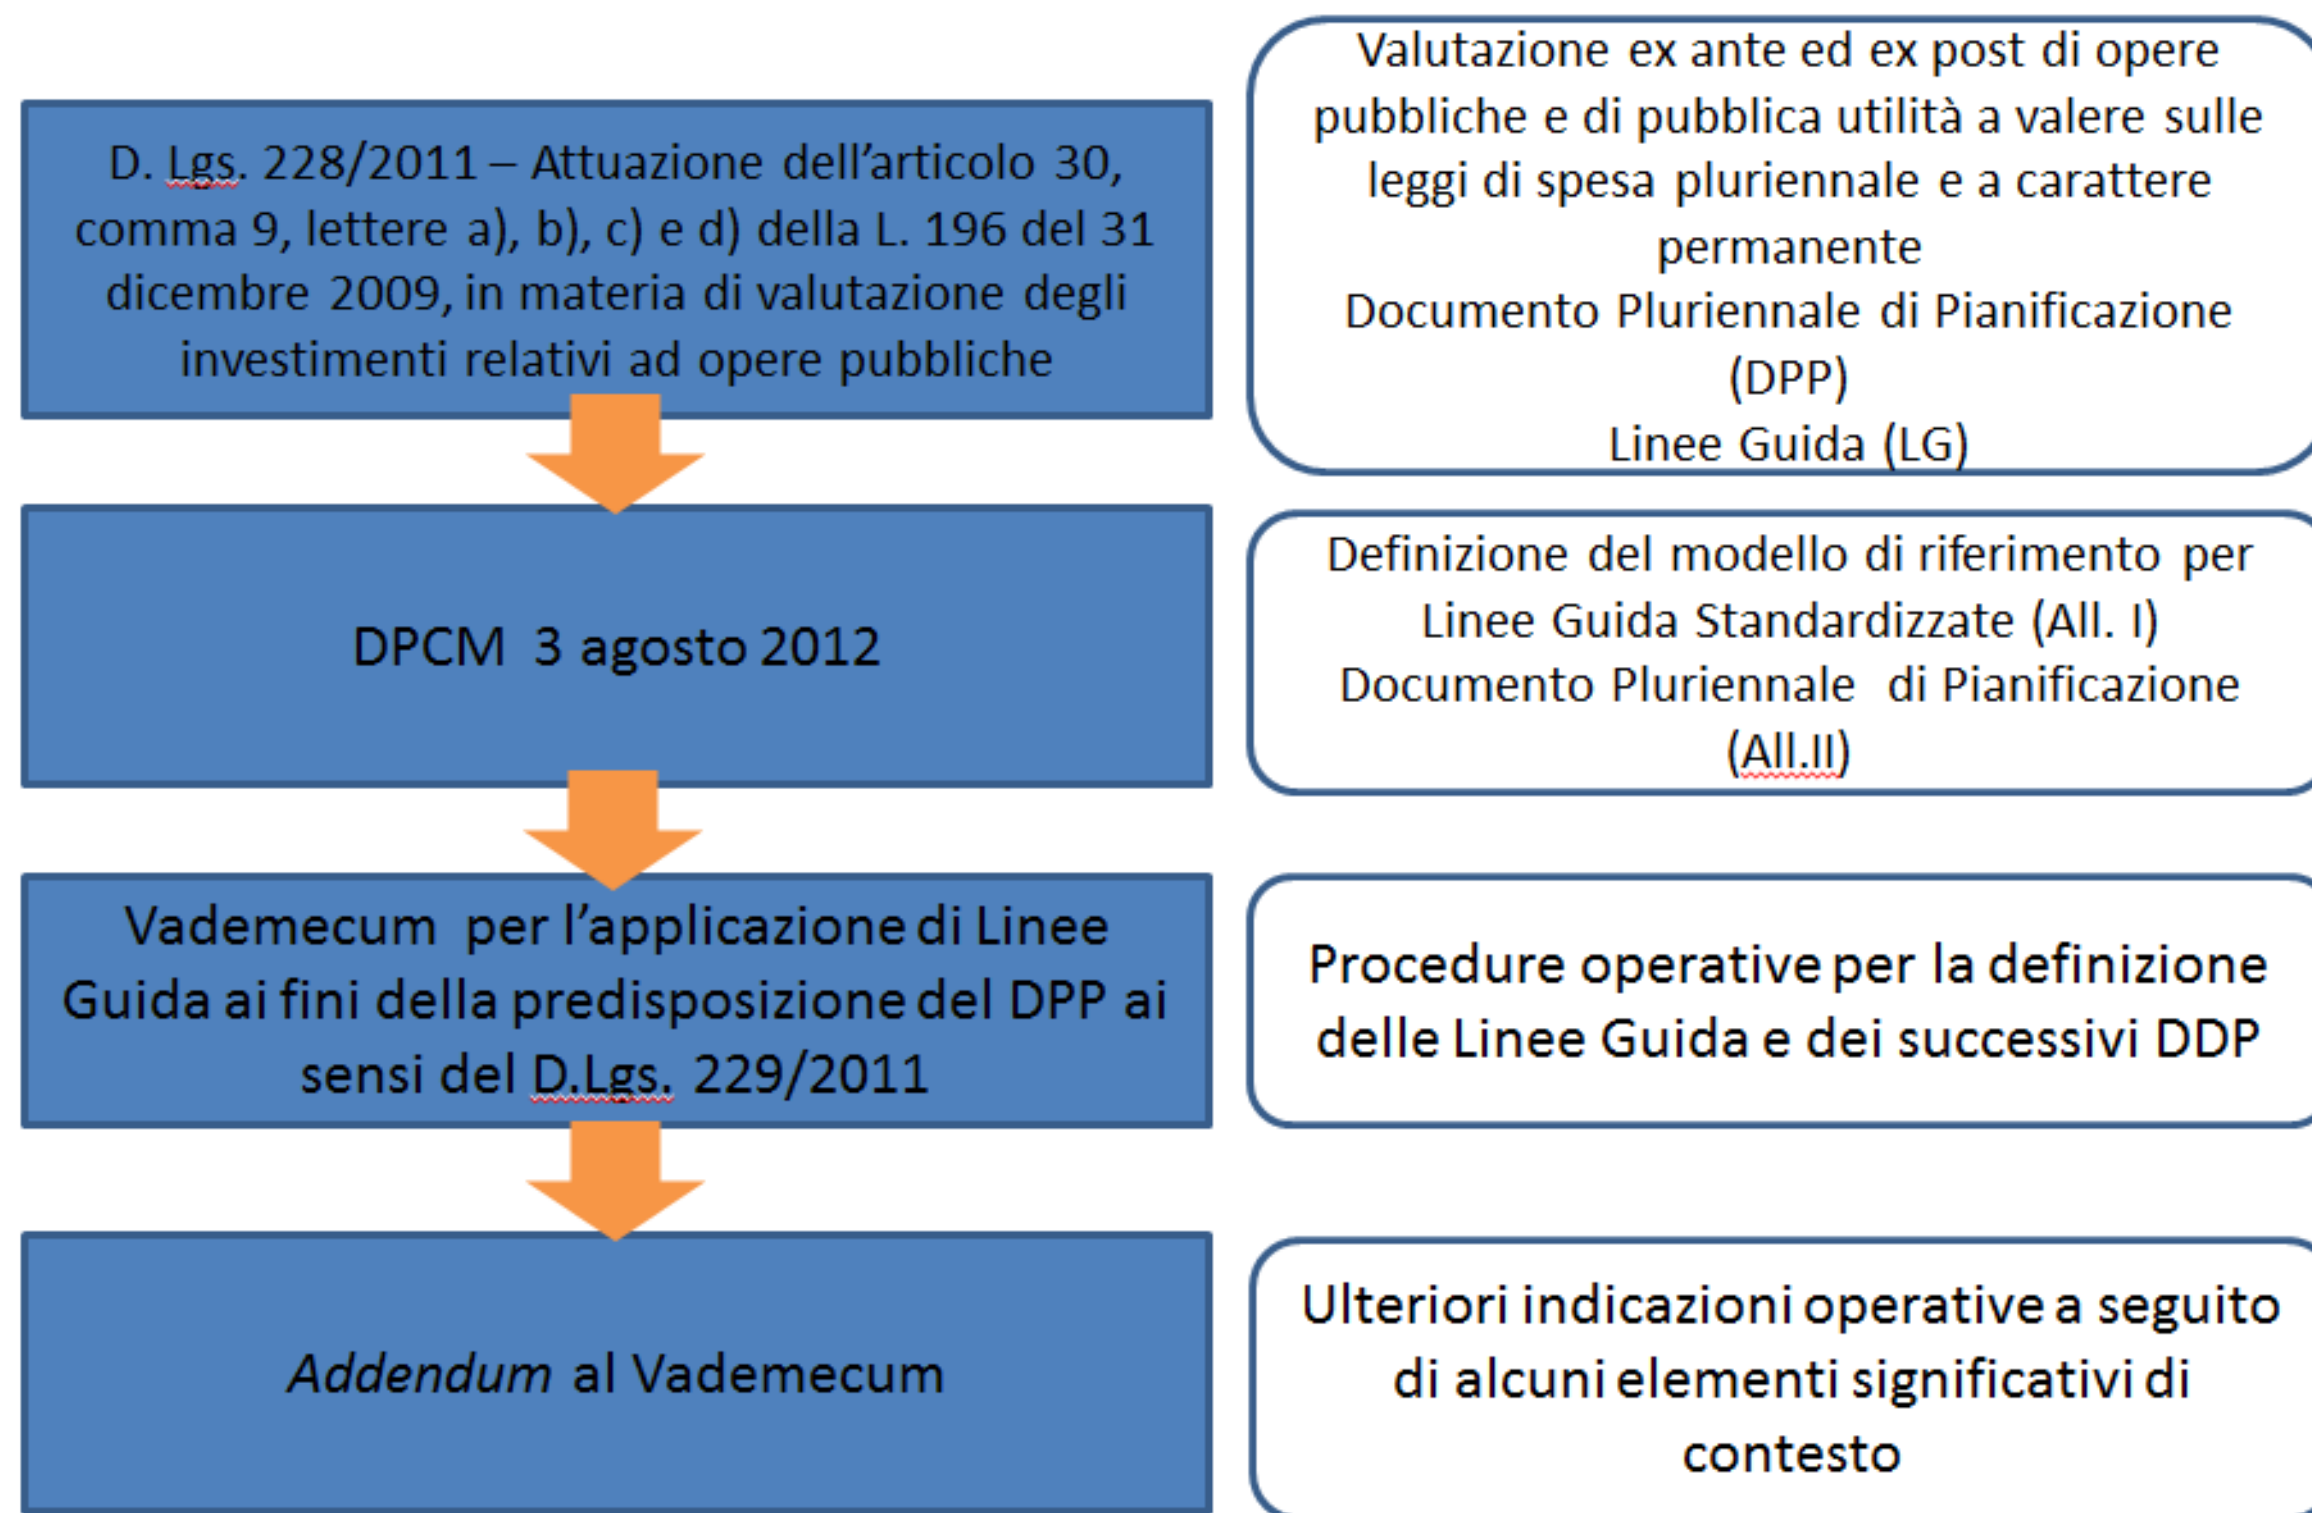 D. Lgs. 228/2011 – Attuazione dell’articolo 30,
comma 9, lettere a), b), c) e d) della L. 196 del 31
dicembre 2009, in materia di valutazione degli
investimenti relativi ad opere pubbliche
Valutazione ex ante ed ex post di opere
pubbliche e di pubblica utilità a valere sulle
leggi di spesa pluriennale e a carattere
permanente
Documento Pluriennale di Pianificazione
(DPP)
Linee Guida (LG)
DPCM 3 agosto 2012
Definizione del modello di riferimento per
Linee Guida Standardizzate (All. I)
Documento Pluriennale di Pianificazione
(All.II)
Vademecum per l’applicazione di Linee
Guida ai fini della predisposizione del DPP ai
sensi del D.Lgs. 229/2011
Procedure operative per la definizione
delle Linee Guida e dei successivi DDP
Addendum al Vademecum
Ulteriori indicazioni operative a seguito
di alcuni elementi significativi di
contesto